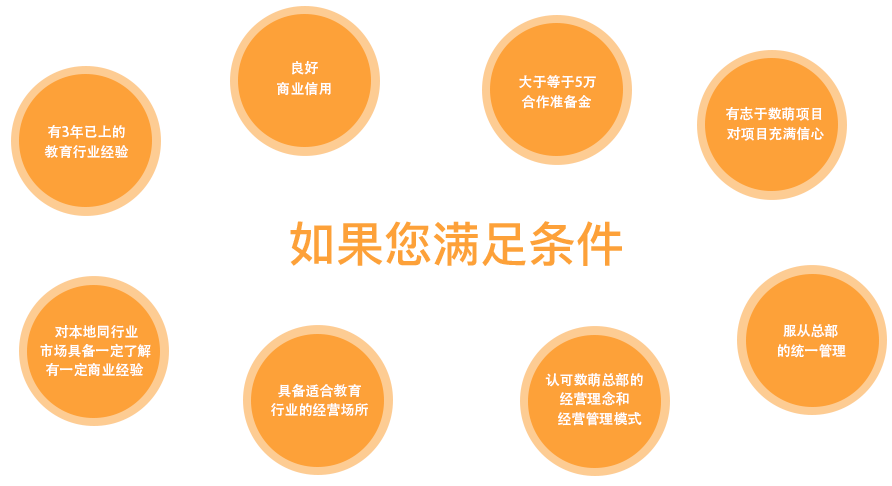 有3年已上的
教育行业经验
良好
商业信用
大于等于5万
合作准备金
有志于数萌项目
对项目充满信心
如果您满足条件
对本地同行业
市场具备一定了解
有一定商业经验
具备适合教育
行业的经营场所
认可数萌总部的
经营理念和
经营管理模式
服从总部
的统一管理